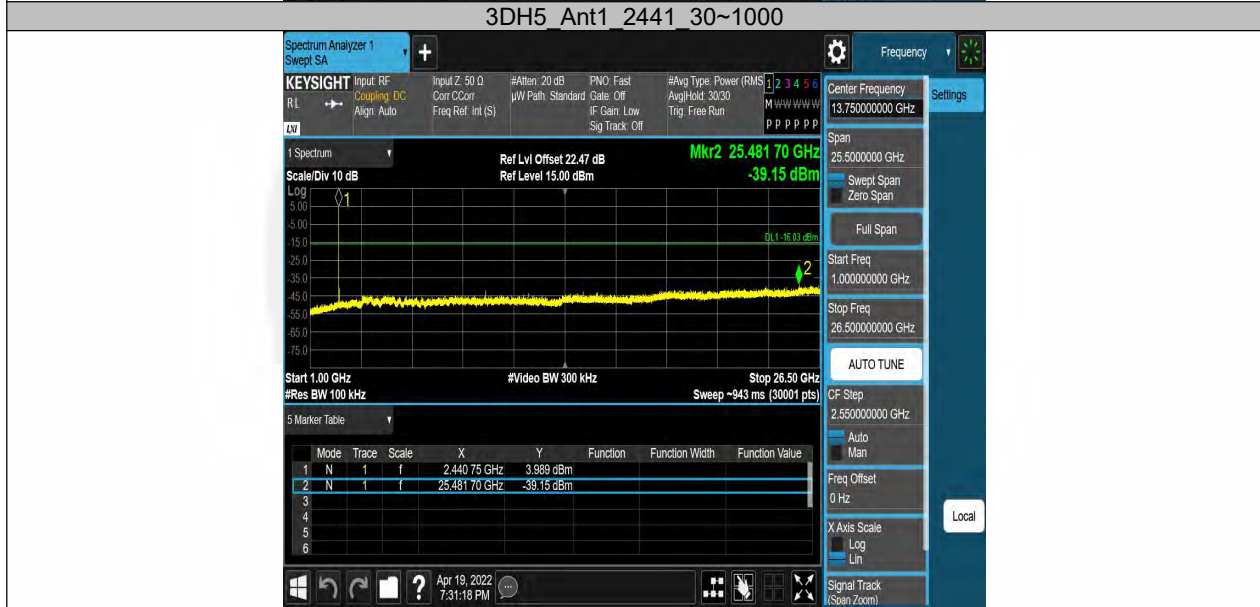 3DH5_Ant1_2441_30~1000
Spectrum Analyzer 1
Swept SA
+
Frequency
KEYSIGHT
RL
LXI
Input: RF
Coupling: DC
Align: Auto
Input Z: 50 Ω
Corr CCorr
Freq Ref: Int (S)
#Atten: 20 dB
µW Path: Standard
PNO: Fast
Gate: Off
IF Gain: Low
Sig Track: Off
#Avg Type: Power (RMS
Avg|Hold: 30/30
Trig: Free Run
1 2 3 4 5 6
M W W W W W
P P P P P P
1 Spectrum
Scale/Div 10 dB
Ref Lvl Offset 22.47 dB
Ref Level 15.00 dBm
Mkr2 25.481 70 GHz
-39.15 dBm
Log
5.00
-5.00
-15.0
-25.0
-35.0
-45.0
-55.0
-65.0
-75.0
1
DL1 -16.03 dBm
2
Start 1.00 GHz
#Res BW 100 kHz
#Video BW 300 kHz
Stop 26.50 GHz
Sweep ~943 ms (30001 pts)
5 Marker Table
Mode Trace Scale X Y Function Function Width Function Value
1 N 1 f 2.440 75 GHz 3.989 dBm
2 N 1 f 25.481 70 GHz -39.15 dBm
3
4
5
6
Center Frequency
13.750000000 GHz
Settings
Span
25.5000000 GHz
Swept Span
Zero Span
Full Span
Start Freq
1.000000000 GHz
Stop Freq
26.500000000 GHz
AUTO TUNE
CF Step
2.550000000 GHz
Auto
Man
Freq Offset
0 Hz
X Axis Scale
Log
Lin
Signal Track
(Span Zoom)
Local
?
Apr 19, 2022
7:31:18 PM